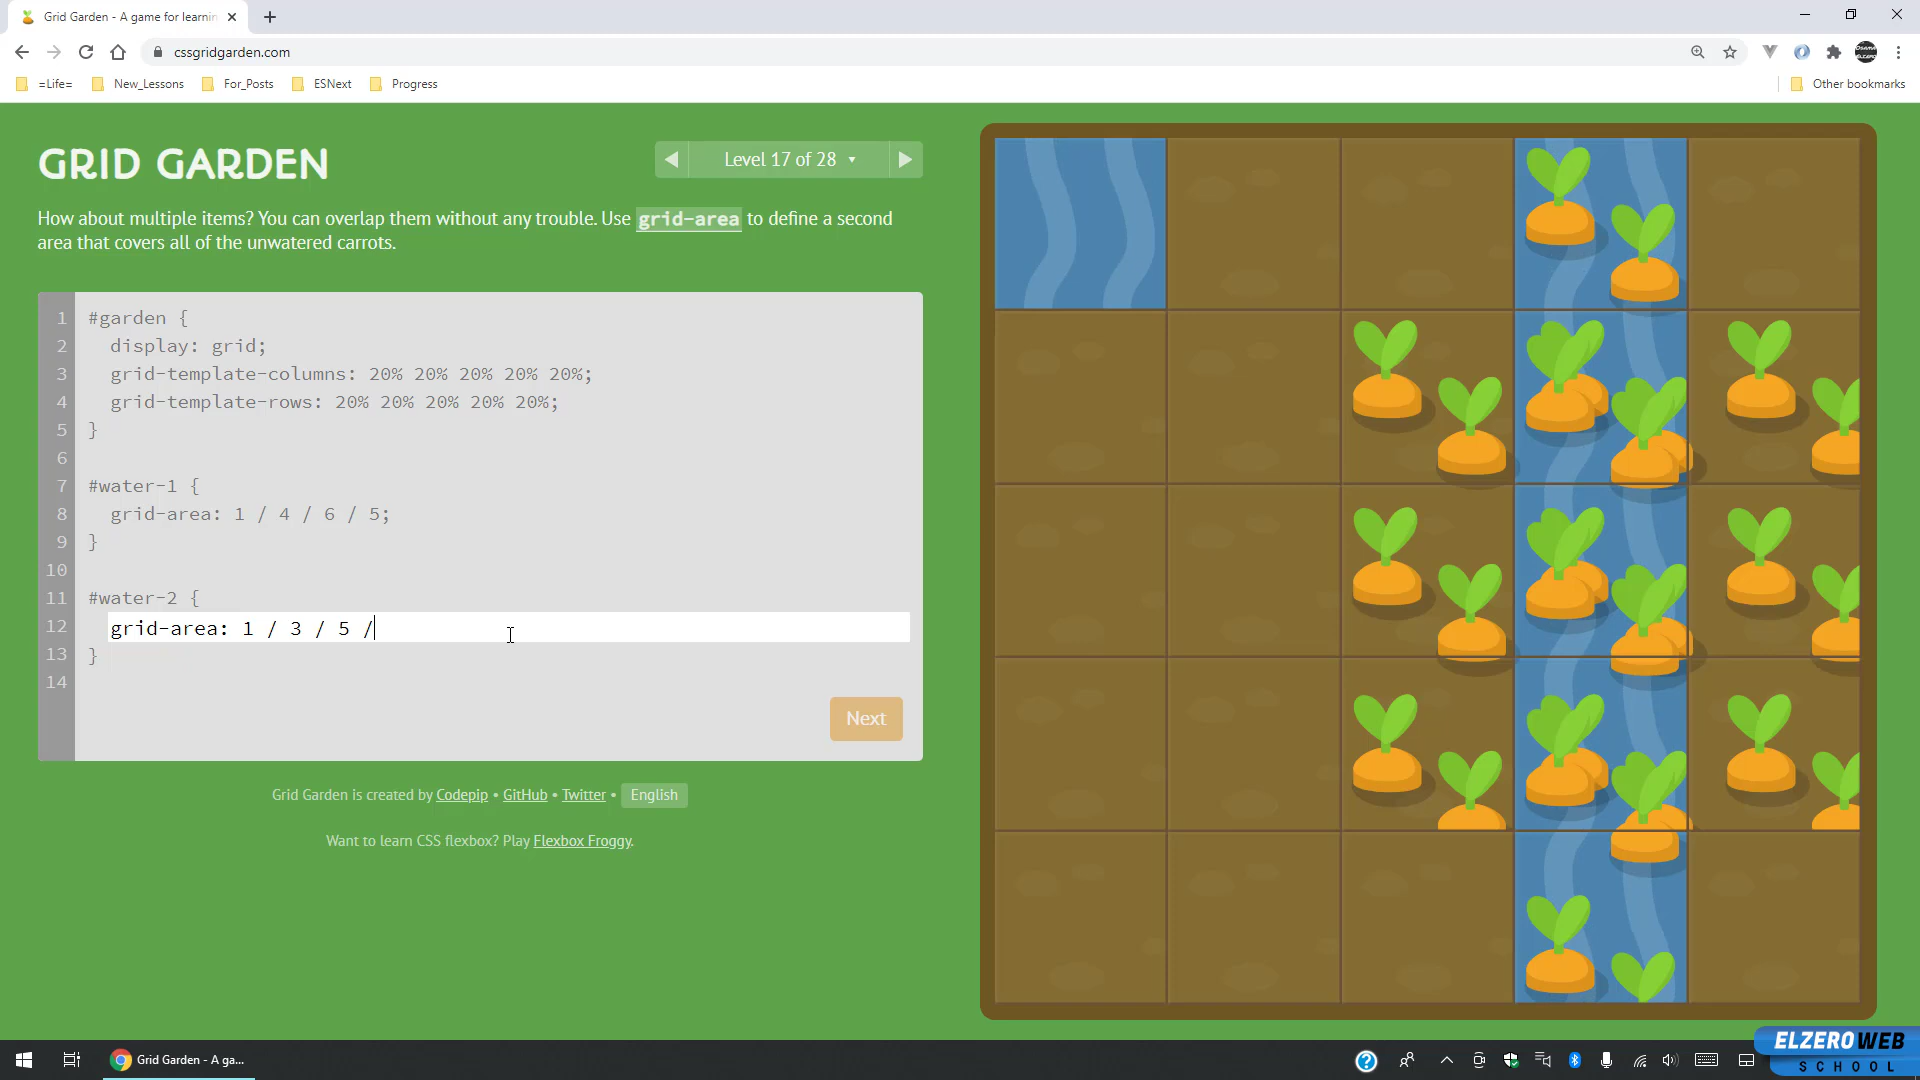 Grid Garden - A game for learnin
cssgridgarden.com
=Life=
New_Lessons
For_Posts
ESNext
Progress
Other bookmarks
GRID GARDEN
Level 17 of 28
How about multiple items? You can overlap them without any trouble. Use grid-area to define a second
area that covers all of the unwatered carrots.
1 #garden {
2 display: grid;
3 grid-template-columns: 20% 20% 20% 20% 20%;
4 grid-template-rows: 20% 20% 20% 20% 20%;
5 }
6
7 #water-1 {
8 grid-area: 1 / 4 / 6 / 5;
9 }
10
11 #water-2 {
12 grid-area: 1 / 3 / 5 /
13 }
14
Next
Grid Garden is created by Codepip • GitHub • Twitter • English
Want to learn CSS flexbox? Play Flexbox Froggy.
Grid Garden - A ga...
ELZEROWEB
SCHOOL